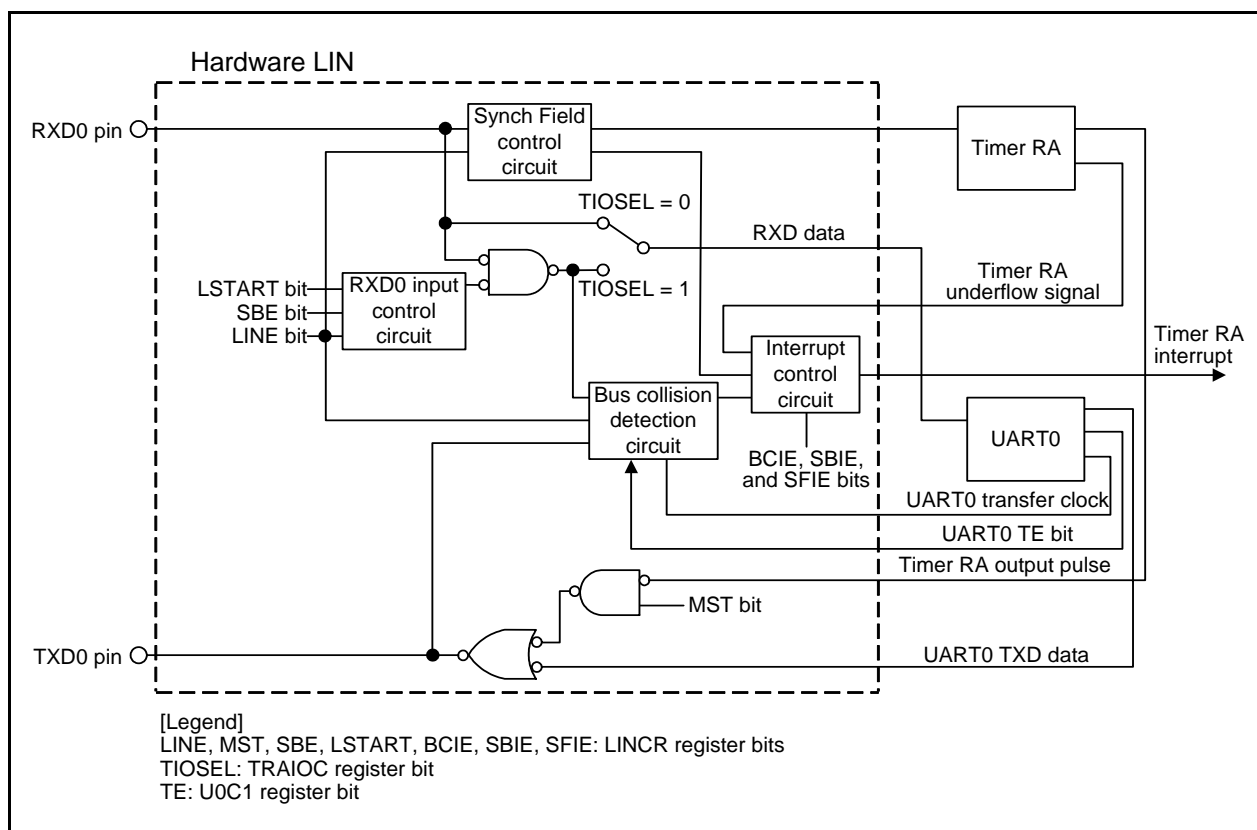 Hardware LIN
RXD0 pin
Synch Field
control
circuit
Timer RA
TIOSEL = 0
RXD data
TIOSEL = 1
Timer RA
underflow signal
LSTART bit
SBE bit
LINE bit
RXD0 input
control
circuit
Timer RA
interrupt
Interrupt
control
circuit
Bus collision
detection
circuit
UART0
BCIE, SBIE,
and SFIE bits
UART0 transfer clock
UART0 TE bit
Timer RA output pulse
MST bit
TXD0 pin
UART0 TXD data
[Legend]
LINE, MST, SBE, LSTART, BCIE, SBIE, SFIE: LINCR register bits
TIOSEL: TRAIOC register bit
TE: U0C1 register bit